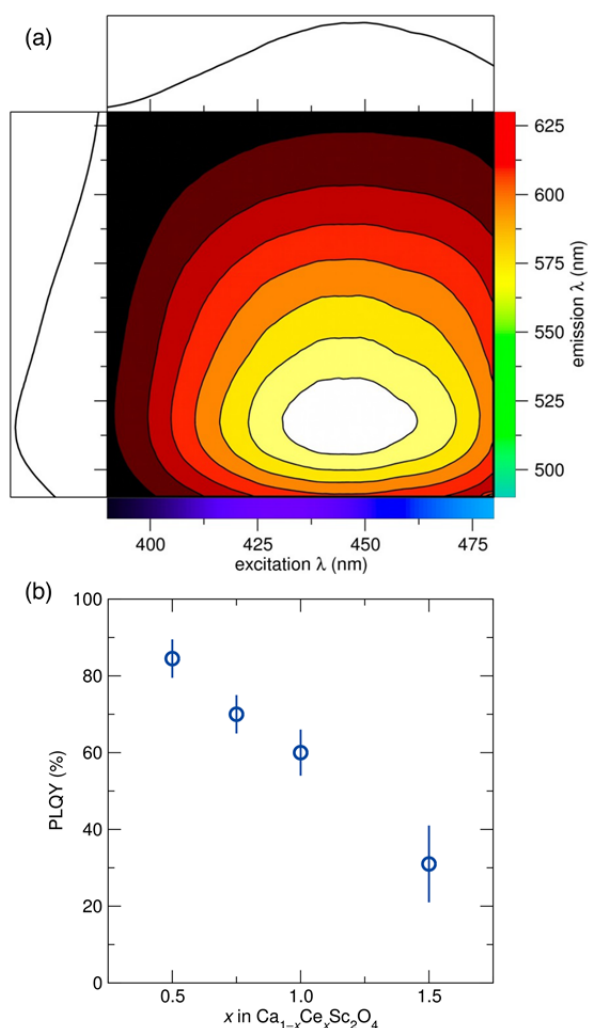 (a)
625
600
575
550
525
500
emission λ (nm)
400 425 450 475
excitation λ (nm)
(b)
100
80
60
40
20
0
PLQY (%)
0.5 1.0 1.5
x in Ca₁₋ₓCeₓSc₂O₄